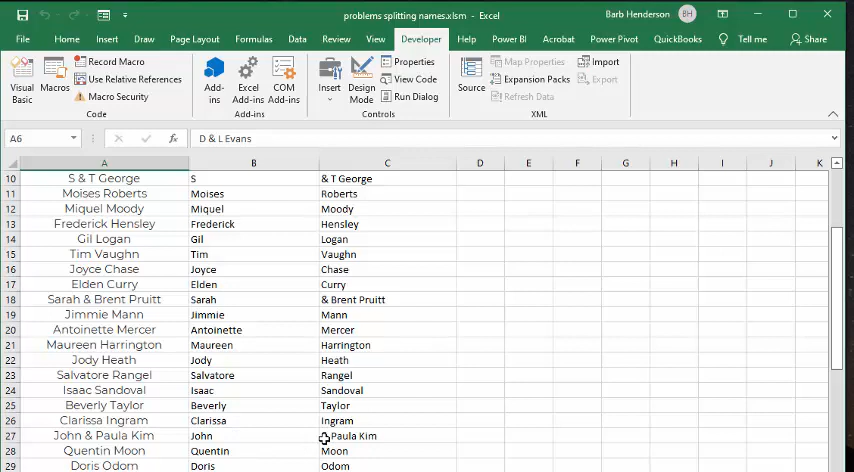 problems splitting names.xlsm - Excel
Barb Henderson BH
File Home Insert Draw Page Layout Formulas Data Review View Developer Help Power BI Acrobat Power Pivot QuickBooks Tell me Share
Visual Basic
Macros
Record Macro
Use Relative References
Macro Security
Code
Add-ins
Excel Add-ins
COM Add-ins
Add-ins
Insert
Design Mode
Properties
View Code
Run Dialog
Controls
Source
Map Properties
Expansion Packs
Refresh Data
Import
Export
XML
A6 fx D & L Evans
A B C D E F G H I J K
10 S & T George S & T George
11 Moises Roberts Moises Roberts
12 Miquel Moody Miquel Moody
13 Frederick Hensley Frederick Hensley
14 Gil Logan Gil Logan
15 Tim Vaughn Tim Vaughn
16 Joyce Chase Joyce Chase
17 Elden Curry Elden Curry
18 Sarah & Brent Pruitt Sarah & Brent Pruitt
19 Jimmie Mann Jimmie Mann
20 Antoinette Mercer Antoinette Mercer
21 Maureen Harrington Maureen Harrington
22 Jody Heath Jody Heath
23 Salvatore Rangel Salvatore Rangel
24 Isaac Sandoval Isaac Sandoval
25 Beverly Taylor Beverly Taylor
26 Clarissa Ingram Clarissa Ingram
27 John & Paula Kim John Paula Kim
28 Quentin Moon Quentin Moon
29 Doris Odom Doris Odom